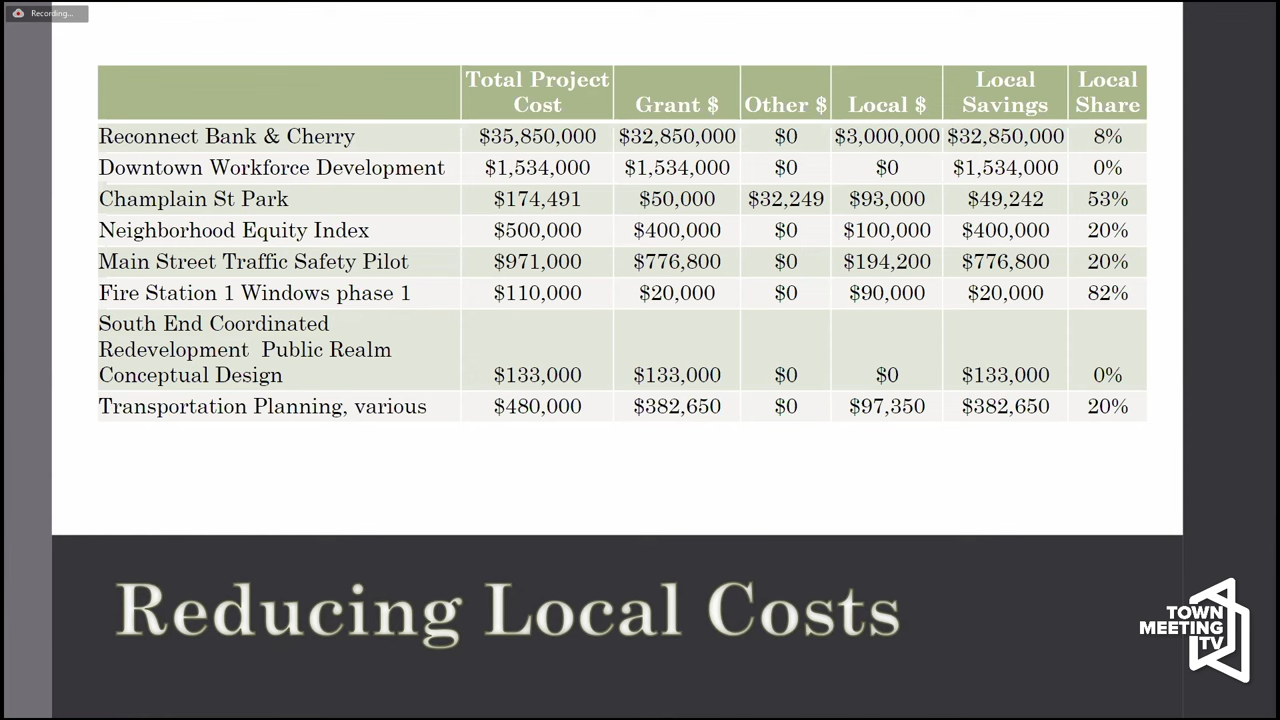 Recording...
Total Project Cost Grant $ Other $ Local $ Local Savings Local Share
Reconnect Bank & Cherry $35,850,000 $32,850,000 $0 $3,000,000 $32,850,000 8%
Downtown Workforce Development $1,534,000 $1,534,000 $0 $0 $1,534,000 0%
Champlain St Park $174,491 $50,000 $32,249 $93,000 $49,242 53%
Neighborhood Equity Index $500,000 $400,000 $0 $100,000 $400,000 20%
Main Street Traffic Safety Pilot $971,000 $776,800 $0 $194,200 $776,800 20%
Fire Station 1 Windows phase 1 $110,000 $20,000 $0 $90,000 $20,000 82%
South End Coordinated
Redevelopment Public Realm
Conceptual Design $133,000 $133,000 $0 $0 $133,000 0%
Transportation Planning, various $480,000 $382,650 $0 $97,350 $382,650 20%
Reducing Local Costs
TOWN
MEETING
TV